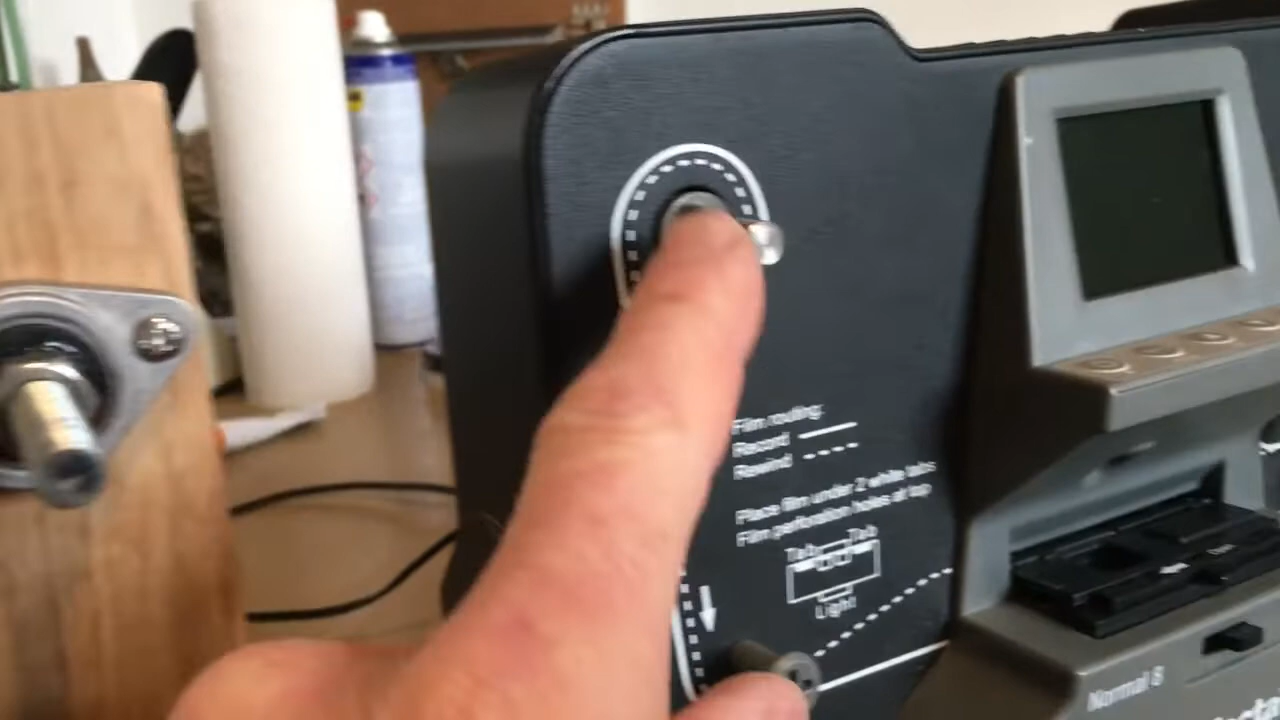 Film routing:
Record
Rewind
Place film under 2 white tabs
Film perforation holes at top
Tab Tab
Light
Normal 8